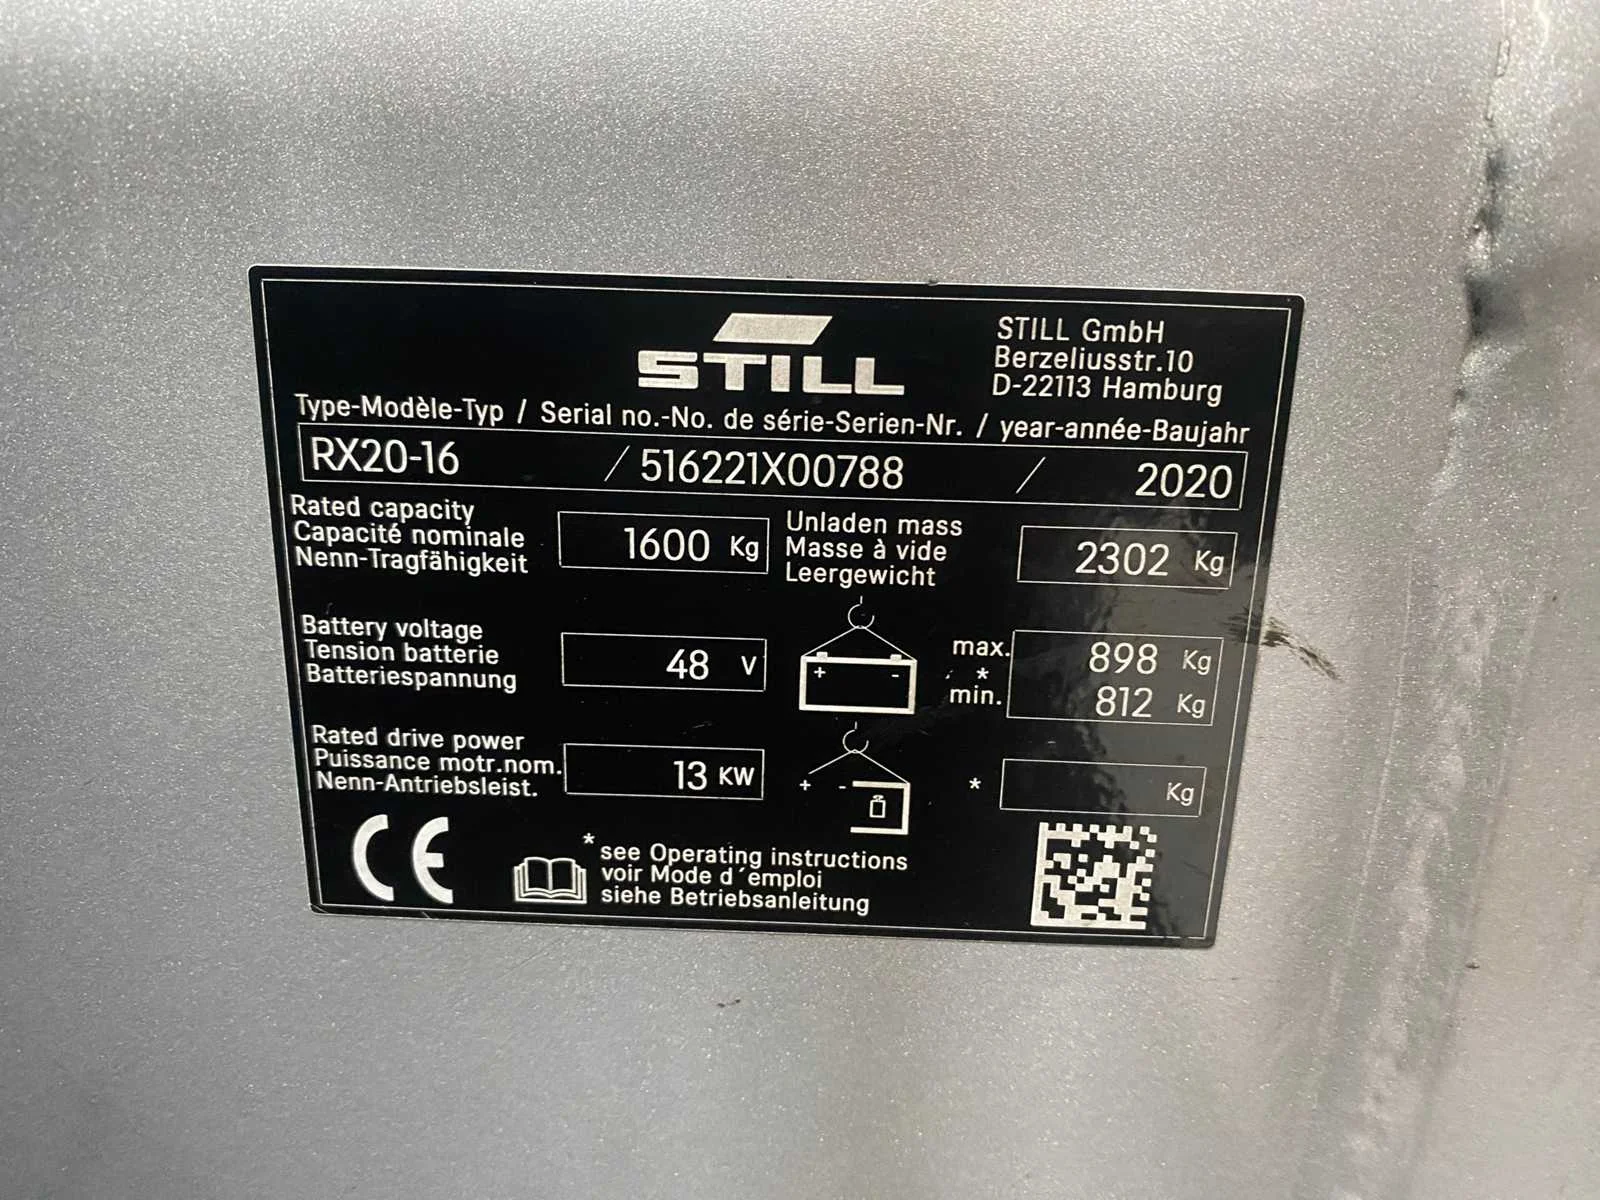 STILL
STILL GmbH
Berzeliusstr.10
D-22113 Hamburg
Type-Modèle-Typ / Serial no.-No. de série-Serien-Nr. / year-année-Baujahr
RX20-16 / 516221X00788 / 2020
Rated capacity
Capacité nominale
Nenn-Tragfähigkeit
1600 Kg
Unladen mass
Masse à vide
Leergewicht
2302 Kg
Battery voltage
Tension batterie
Batteriespannung
48 V
+ -
max. 898 Kg
*
min. 812 Kg
Rated drive power
Puissance motr.nom.
Nenn-Antriebsleist.
13 KW
+ -
* Kg
CE
* see Operating instructions
voir Mode d´emploi
siehe Betriebsanleitung